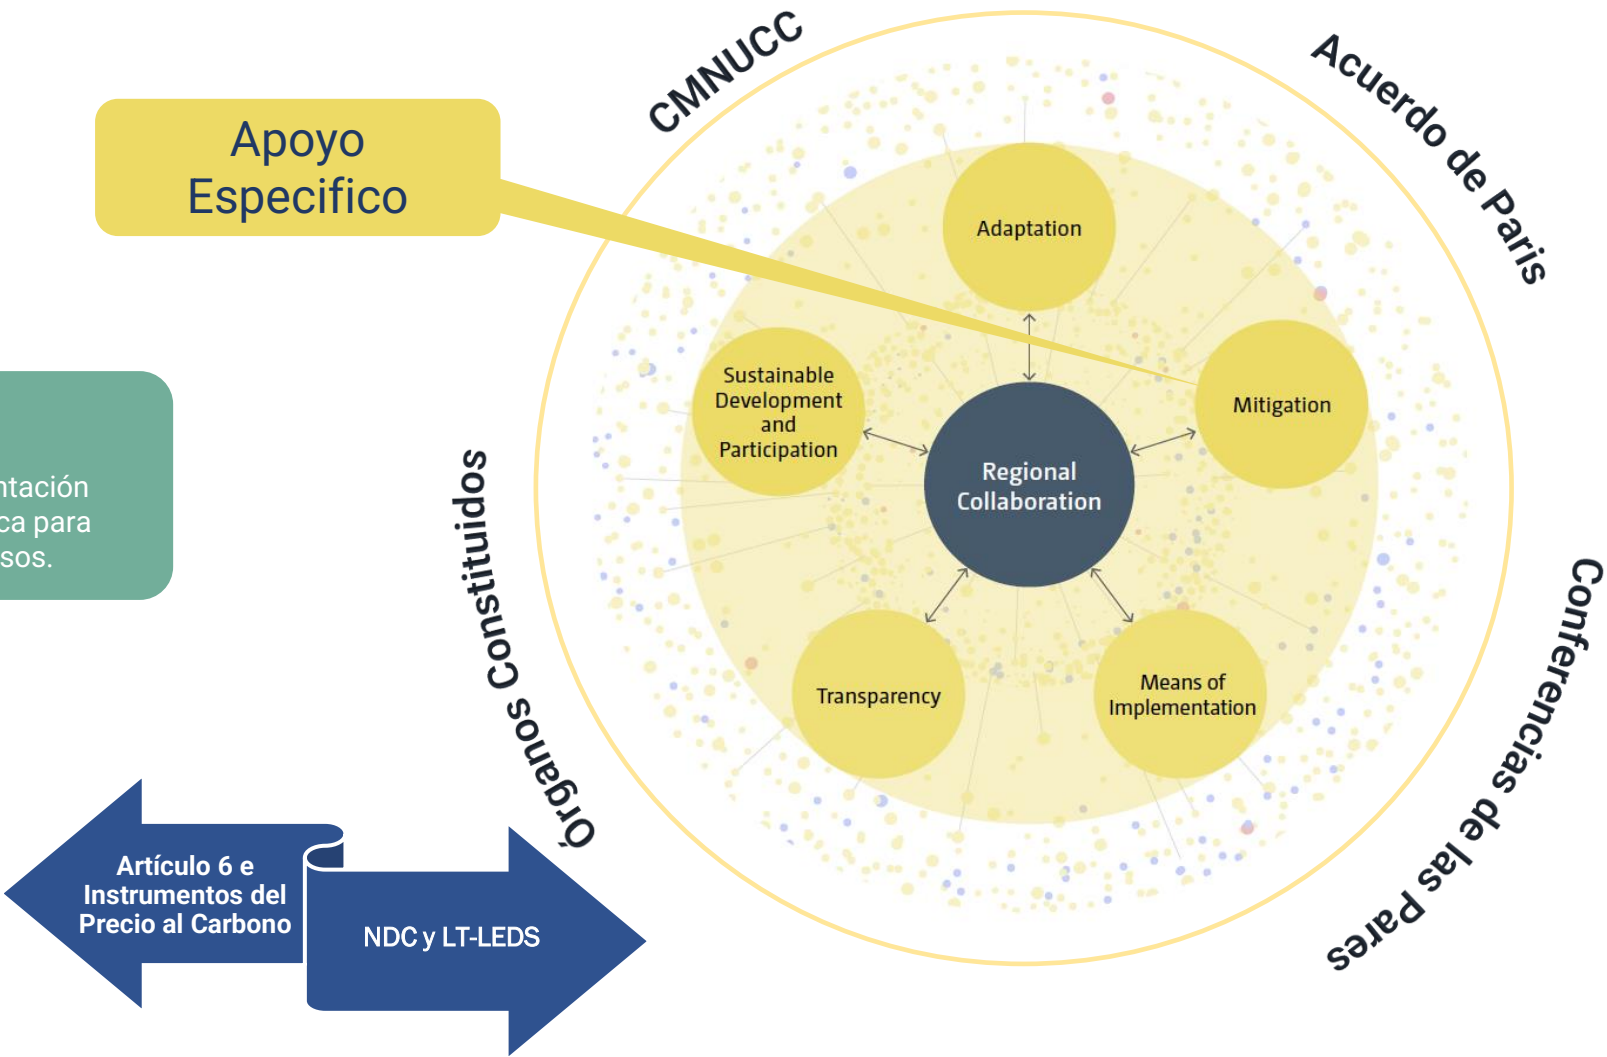 CMNUCC
Acuerdo de Paris
Apoyo
Especifico
Adaptation
Sustainable
Development
and
Participation
Mitigation
Regional
Collaboration
Órganos Constituidos
ntación
ca para
sos.
Transparency
Means of
Implementation
Conferencias de las Pares
Artículo 6 e
Instrumentos del
Precio al Carbono
NDC y LT-LEDS